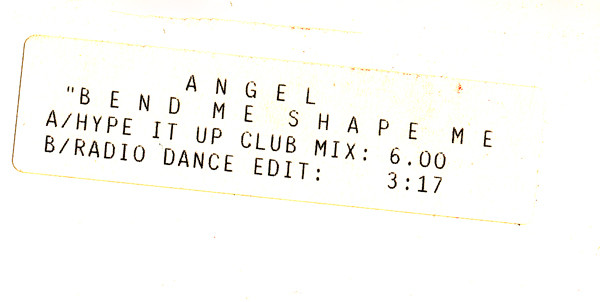 A N G E L
"B E N D  M E  S H A P E  M E
A/HYPE IT UP CLUB MIX: 6.00
B/RADIO DANCE EDIT: 3:17